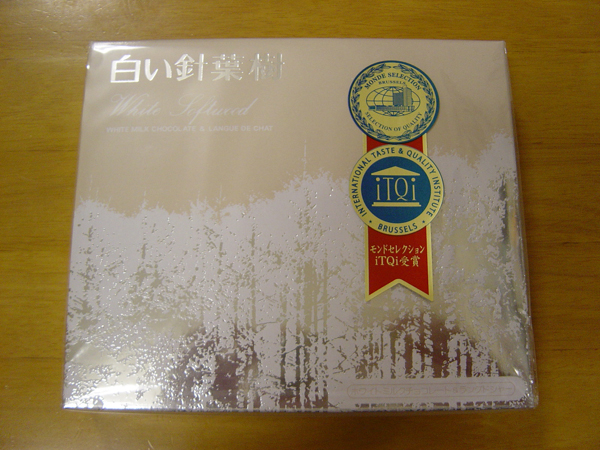 白い針葉樹
White Softwood
WHITE MILK CHOCOLATE & LANGUE DE CHAT
MONDE SELECTION
BRUSSELS
SELECTION OF QUALITY
INTERNATIONAL TASTE & QUALITY INSTITUTE
iTQi
• BRUSSELS •
モンドセレクション
iTQi受賞